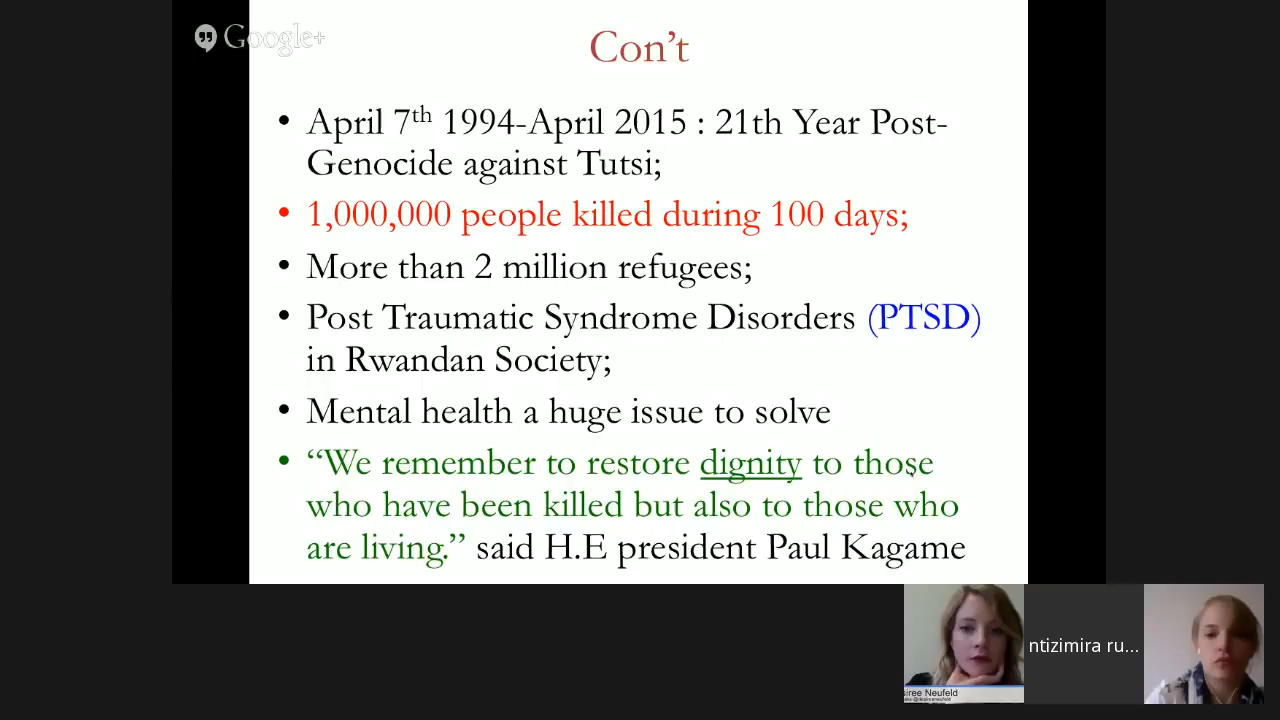 Google+
Con't
• April 7th 1994-April 2015 : 21th Year Post-
Genocide against Tutsi;
• 1,000,000 people killed during 100 days;
• More than 2 million refugees;
• Post Traumatic Syndrome Disorders (PTSD)
in Rwandan Society;
• Mental health a huge issue to solve
• “We remember to restore dignity to those
who have been killed but also to those who
are living.” said H.E president Paul Kagame
ntizimira ru...
siree Neufeld